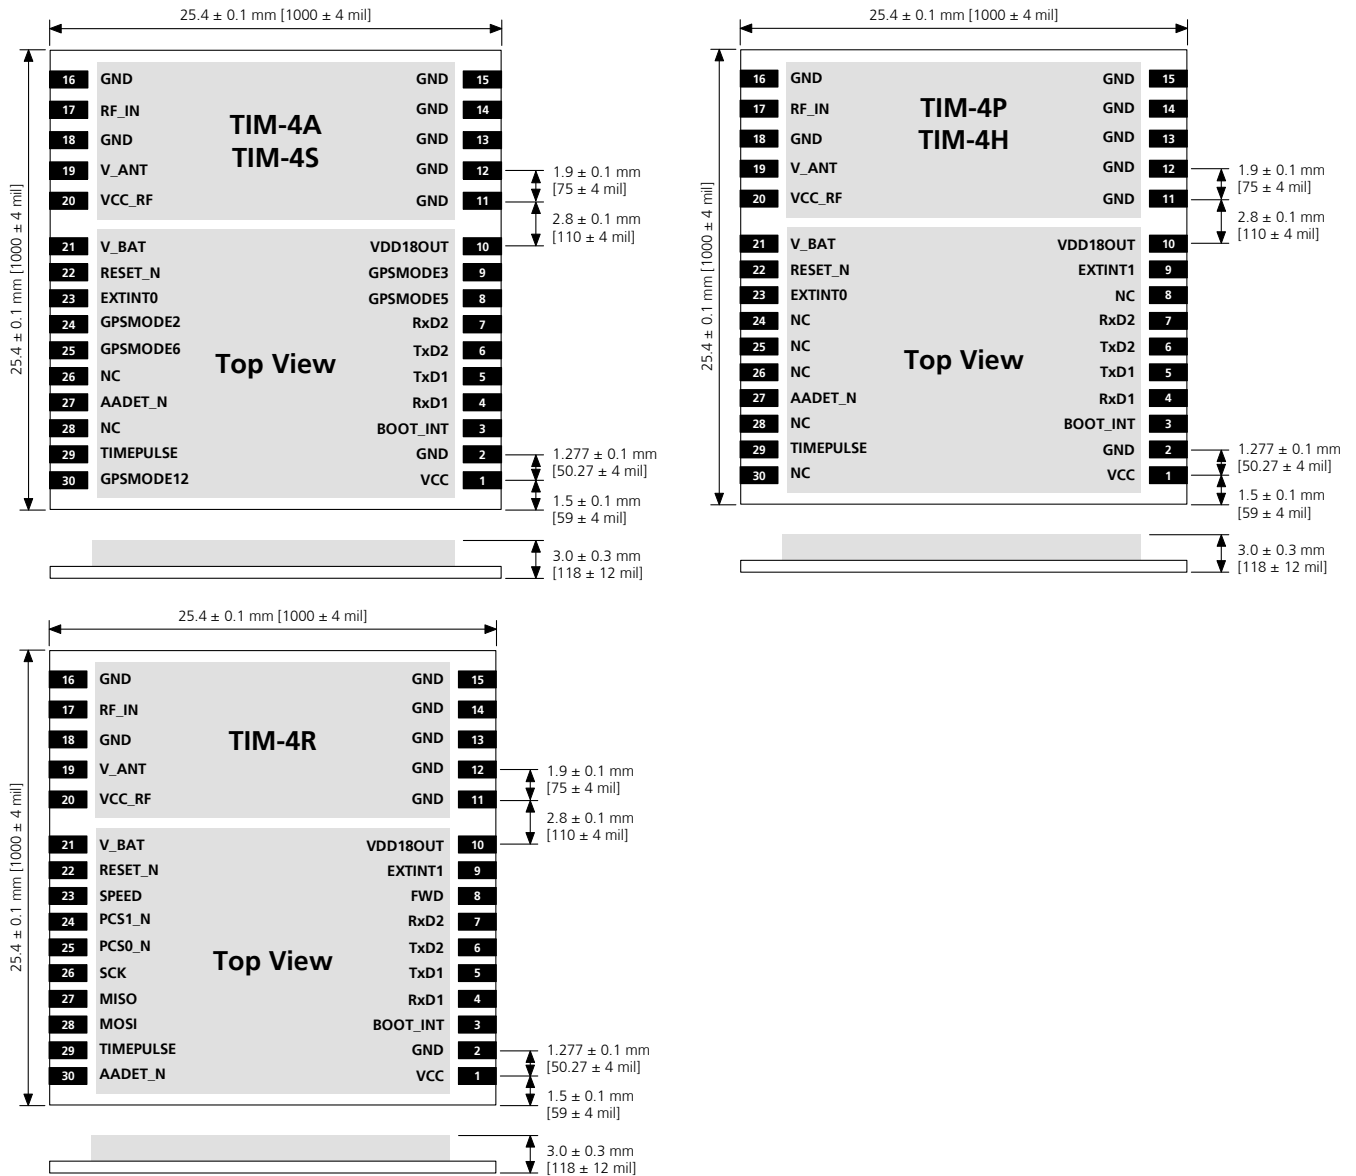 25.4 ± 0.1 mm [1000 ± 4 mil]
25.4 ± 0.1 mm [1000 ± 4 mil]
TIM-4A
TIM-4S
16 GND GND 15
17 RF_IN GND 14
18 GND GND 13
19 V_ANT GND 12
20 VCC_RF GND 11
21 V_BAT VDD18OUT 10
22 RESET_N GPSMODE3 9
23 EXTINT0 GPSMODE5 8
24 GPSMODE2 RxD2 7
25 GPSMODE6 TxD2 6
Top View
26 NC TxD1 5
27 AADET_N RxD1 4
28 NC BOOT_INT 3
29 TIMEPULSE GND 2
30 GPSMODE12 VCC 1
1.9 ± 0.1 mm
[75 ± 4 mil]
2.8 ± 0.1 mm
[110 ± 4 mil]
1.277 ± 0.1 mm
[50.27 ± 4 mil]
1.5 ± 0.1 mm
[59 ± 4 mil]
3.0 ± 0.3 mm
[118 ± 12 mil]
25.4 ± 0.1 mm [1000 ± 4 mil]
25.4 ± 0.1 mm [1000 ± 4 mil]
TIM-4P
TIM-4H
16 GND GND 15
17 RF_IN GND 14
18 GND GND 13
19 V_ANT GND 12
20 VCC_RF GND 11
21 V_BAT VDD18OUT 10
22 RESET_N EXTINT1 9
23 EXTINT0 NC 8
24 NC RxD2 7
25 NC TxD2 6
Top View
26 NC TxD1 5
27 AADET_N RxD1 4
28 NC BOOT_INT 3
29 TIMEPULSE GND 2
30 NC VCC 1
1.9 ± 0.1 mm
[75 ± 4 mil]
2.8 ± 0.1 mm
[110 ± 4 mil]
1.277 ± 0.1 mm
[50.27 ± 4 mil]
1.5 ± 0.1 mm
[59 ± 4 mil]
3.0 ± 0.3 mm
[118 ± 12 mil]
25.4 ± 0.1 mm [1000 ± 4 mil]
25.4 ± 0.1 mm [1000 ± 4 mil]
TIM-4R
16 GND GND 15
17 RF_IN GND 14
18 GND GND 13
19 V_ANT GND 12
20 VCC_RF GND 11
21 V_BAT VDD18OUT 10
22 RESET_N EXTINT1 9
23 SPEED FWD 8
24 PCS1_N RxD2 7
25 PCS0_N TxD2 6
Top View
26 SCK TxD1 5
27 MISO RxD1 4
28 MOSI BOOT_INT 3
29 TIMEPULSE GND 2
30 AADET_N VCC 1
1.9 ± 0.1 mm
[75 ± 4 mil]
2.8 ± 0.1 mm
[110 ± 4 mil]
1.277 ± 0.1 mm
[50.27 ± 4 mil]
1.5 ± 0.1 mm
[59 ± 4 mil]
3.0 ± 0.3 mm
[118 ± 12 mil]